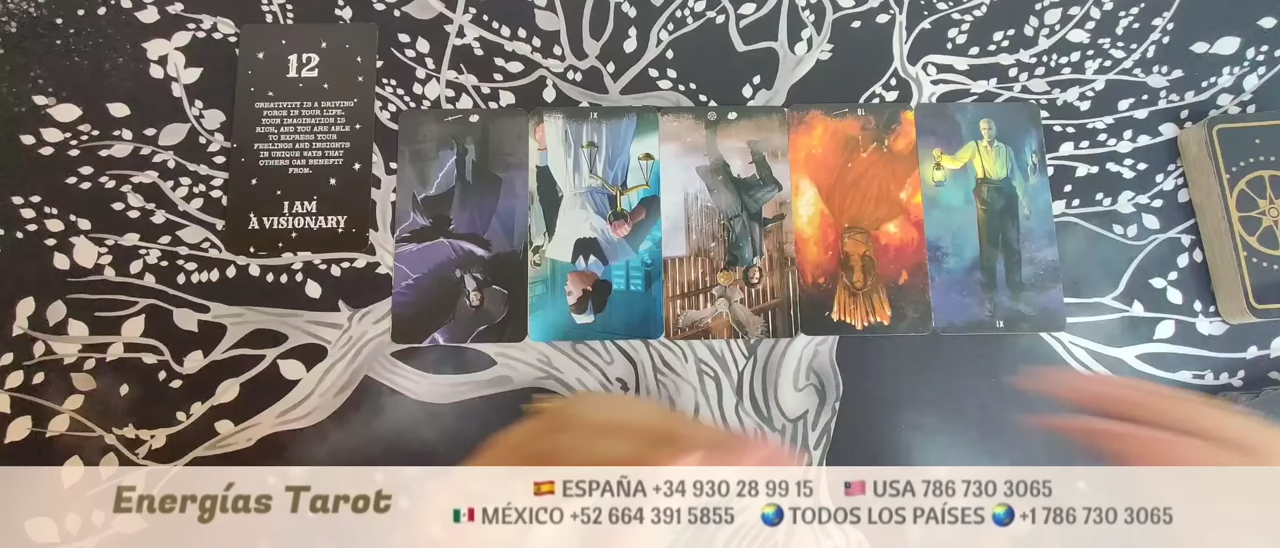 12
CREATIVITY IS A DRIVING
FORCE IN YOUR LIFE.
YOUR IMAGINATION IS
RICH, AND YOU ARE ABLE
TO EXPRESS YOUR
FEELINGS AND INSIGHTS
IN UNIQUE WAYS THAT
OTHERS CAN BENEFIT
FROM.
I AM
A VISIONARY
XI
10
IX
Energías Tarot
ESPAÑA +34 930 28 99 15
USA 786 730 3065
MÉXICO +52 664 391 5855
TODOS LOS PAÍSES
+1 786 730 3065